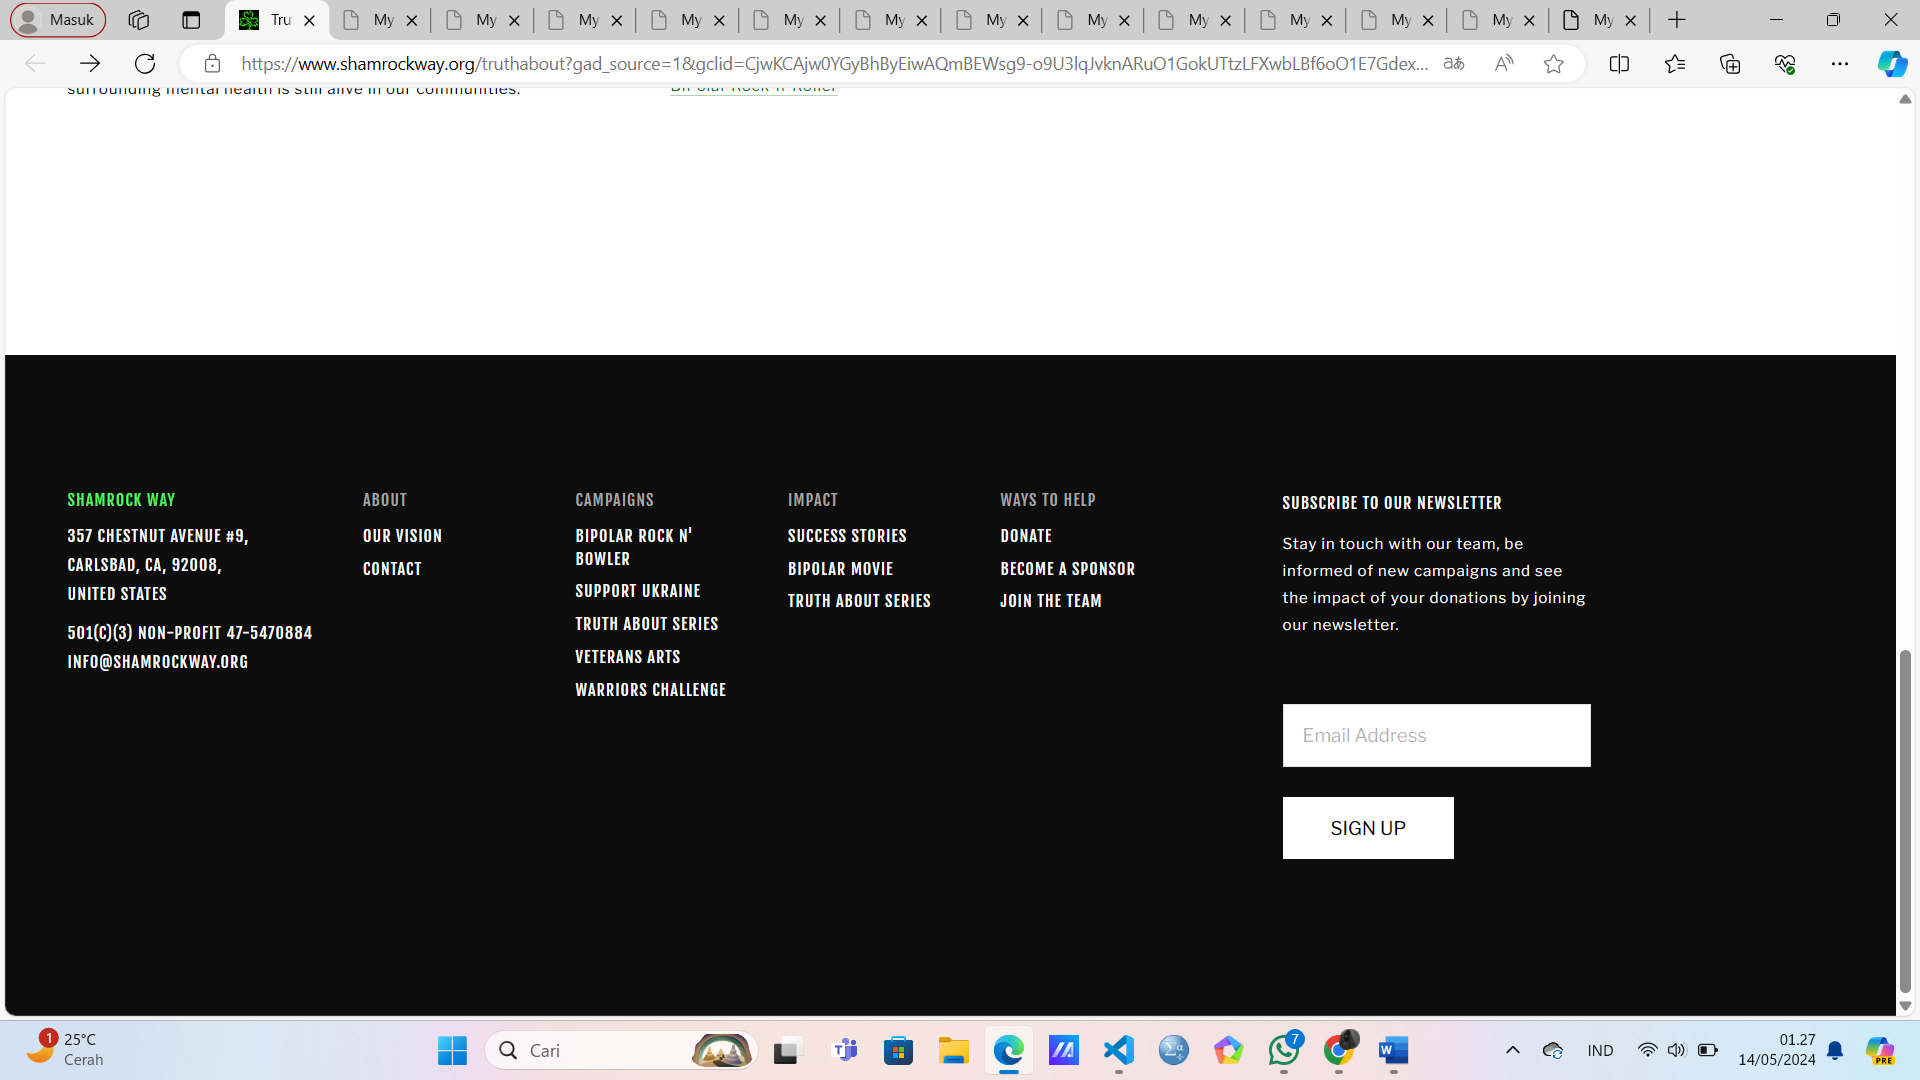 Masuk
Tru
My
My
My
My
My
My
My
My
My
My
My
My
My
https://www.shamrockway.org/truthabout?gad_source=1&gclid=CjwKCAjw0YGyBhByEiwAQmBEWsg9-o9U3lqJvknARuO1GokUTtzLFXwbLBf6oO1E7Gdex...
surrounding mental health is still alive in our communities.
BiPolar Rock 'n Roller
SHAMROCK WAY
357 CHESTNUT AVENUE #9,
CARLSBAD, CA, 92008,
UNITED STATES
501(C)(3) NON-PROFIT 47-5470884
INFO@SHAMROCKWAY.ORG
ABOUT
OUR VISION
CONTACT
CAMPAIGNS
BIPOLAR ROCK N'
BOWLER
SUPPORT UKRAINE
TRUTH ABOUT SERIES
VETERANS ARTS
WARRIORS CHALLENGE
IMPACT
SUCCESS STORIES
BIPOLAR MOVIE
TRUTH ABOUT SERIES
WAYS TO HELP
DONATE
BECOME A SPONSOR
JOIN THE TEAM
SUBSCRIBE TO OUR NEWSLETTER
Stay in touch with our team, be
informed of new campaigns and see
the impact of your donations by joining
our newsletter.
Email Address
SIGN UP
1
25°C
Cerah
Cari
7
IND
01.27
14/05/2024
PRE